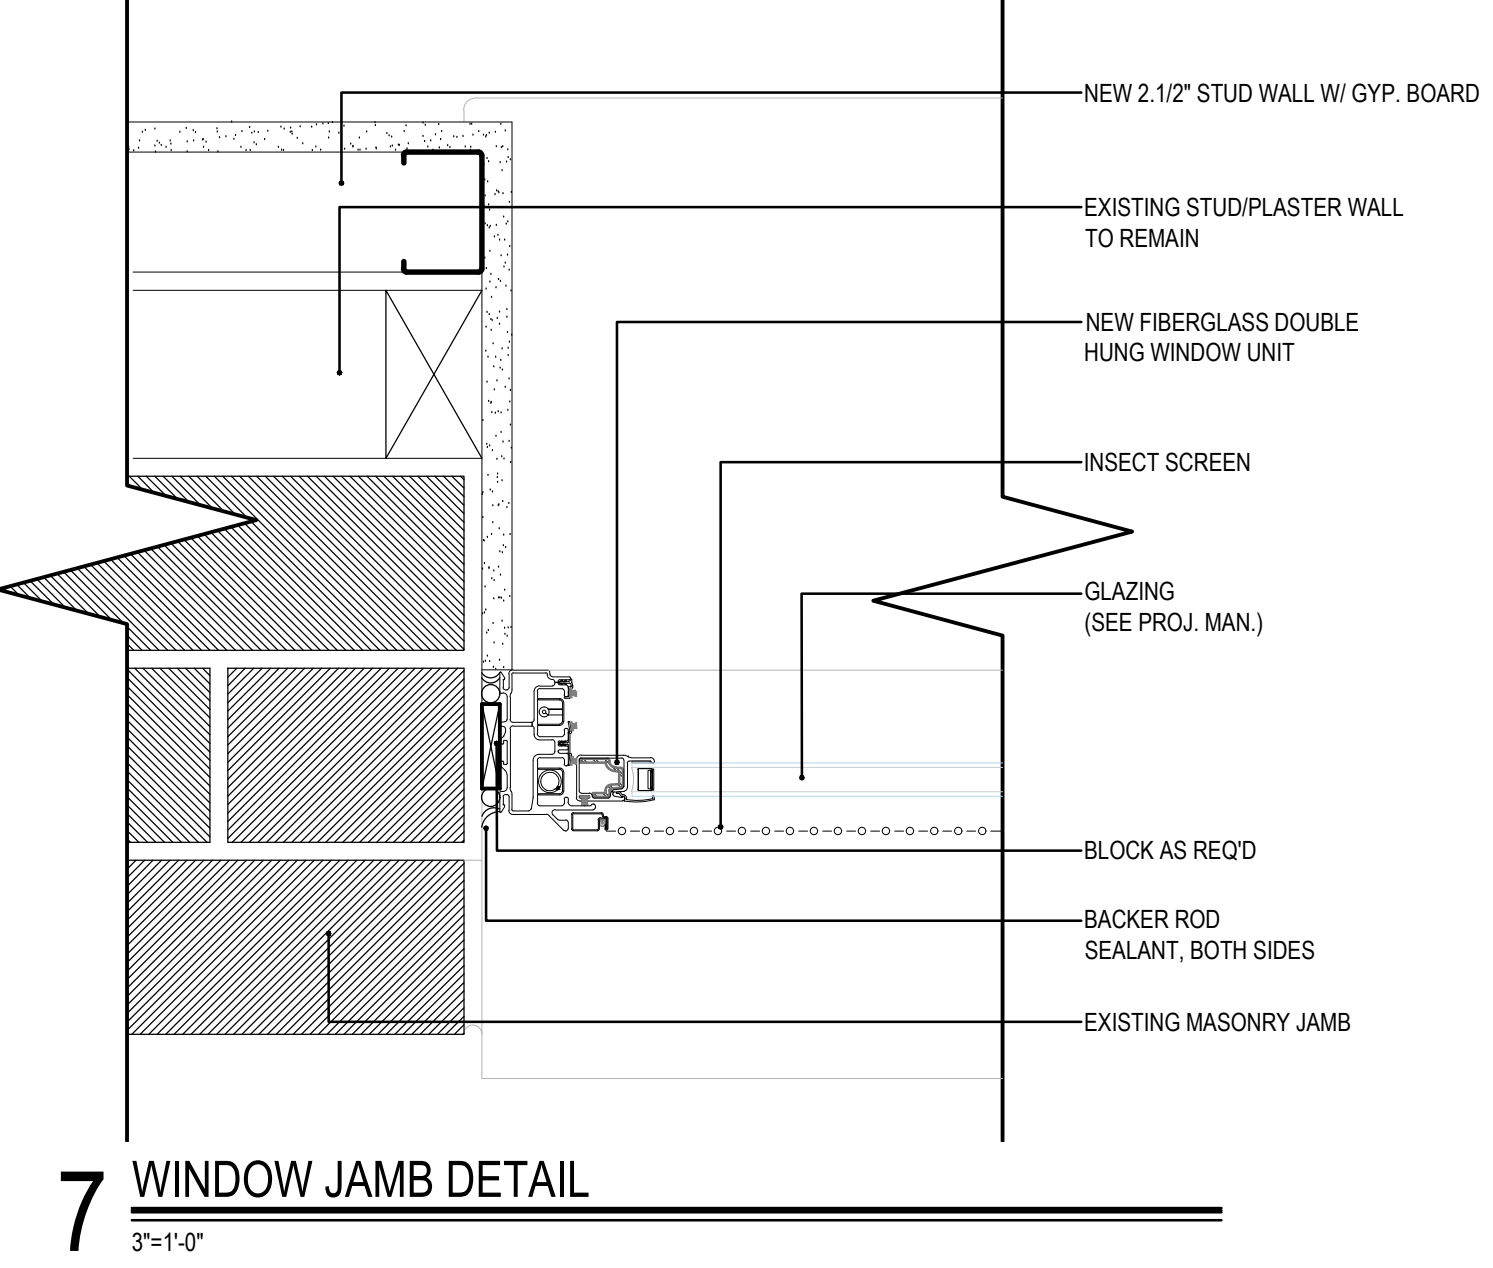 NEW 2.1/2" STUD WALL W/ GYP. BOARD
EXISTING STUD/PLASTER WALL
TO REMAIN
NEW FIBERGLASS DOUBLE
HUNG WINDOW UNIT
INSECT SCREEN
GLAZING
(SEE PROJ. MAN.)
BLOCK AS REQ'D
BACKER ROD
SEALANT, BOTH SIDES
EXISTING MASONRY JAMB
7 WINDOW JAMB DETAIL
3"=1'-0"